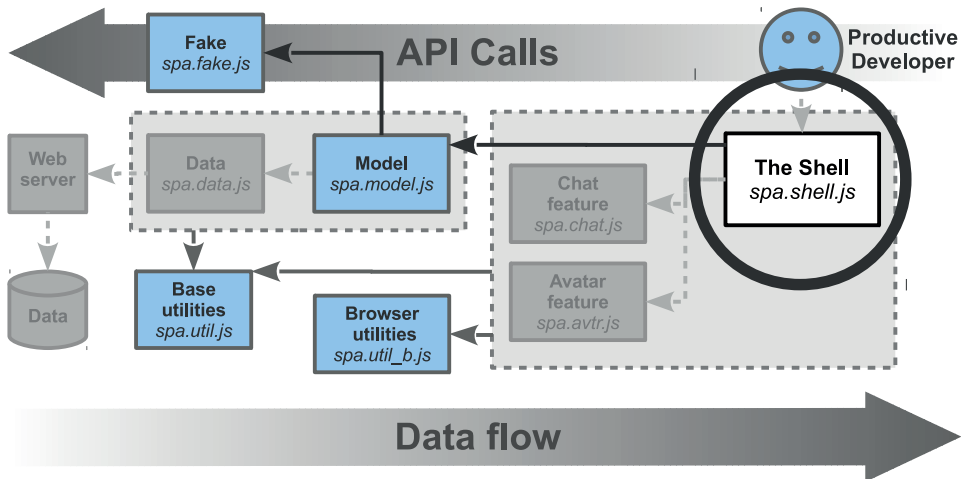 API Calls
Productive
Developer
Fake
spa.fake.js
Web
server
Data
spa.data.js
Model
spa.model.js
The Shell
spa.shell.js
Chat
feature
spa.chat.js
Data
Base
utilities
spa.util.js
Browser
utilities
spa.util_b.js
Avatar
feature
spa.avtr.js
Data flow